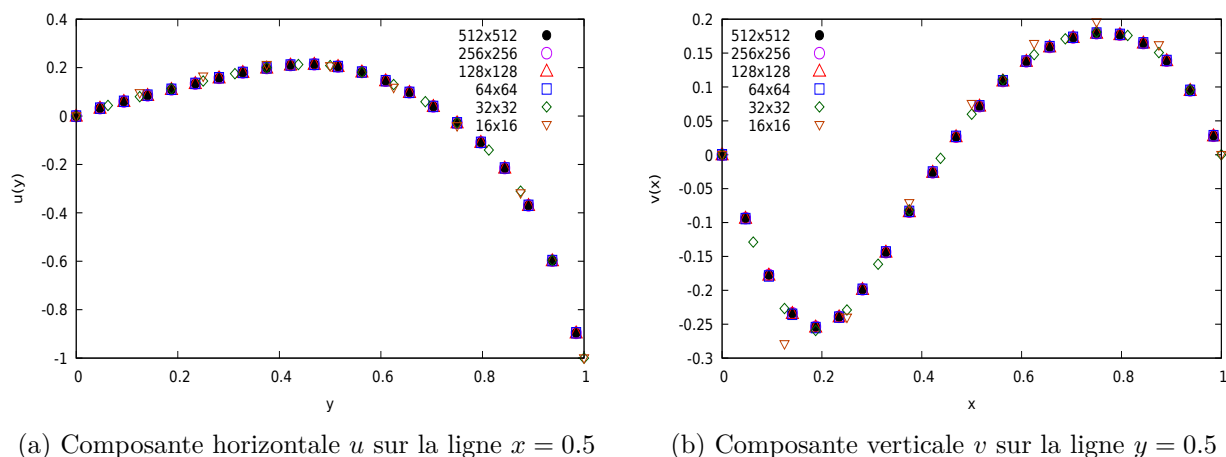 0.4
0.2
0
-0.2
-0.4
-0.6
-0.8
-1
0 0.2 0.4 0.6 0.8 1
u(y)
y
512x512
256x256
128x128
64x64
32x32
16x16
0.2
0.15
0.1
0.05
0
-0.05
-0.1
-0.15
-0.2
-0.25
-0.3
0 0.2 0.4 0.6 0.8 1
v(x)
x
512x512
256x256
128x128
64x64
32x32
16x16
(a) Composante horizontale u sur la ligne x = 0.5
(b) Composante verticale v sur la ligne y = 0.5